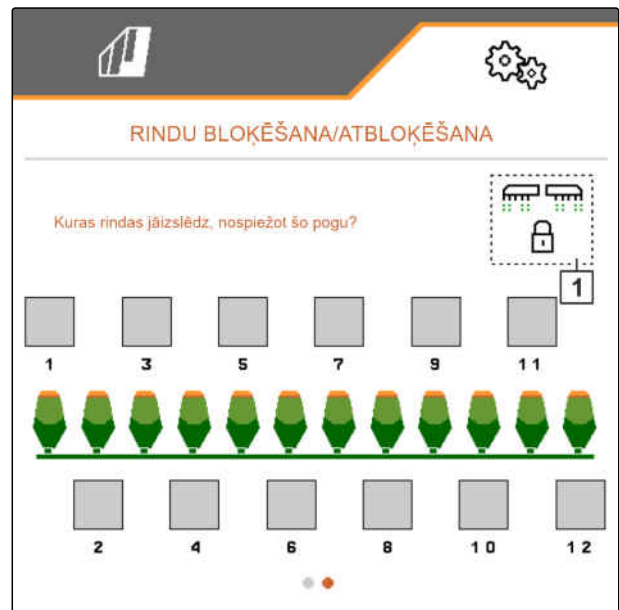 RINDU BLOĶĒŠANA/ATBLOĶĒŠANA
Kuras rindas jāizslēdz, nospiežot šo pogu?
1
1 3 5 7 9 11
2 4 6 8 10 12